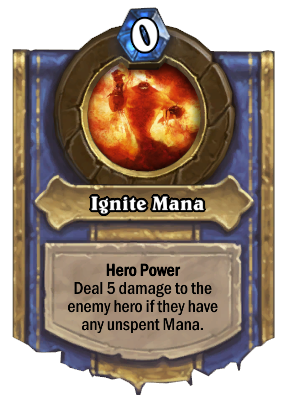 0
Ignite Mana
Hero Power
Deal 5 damage to the
enemy hero if they have
any unspent Mana.